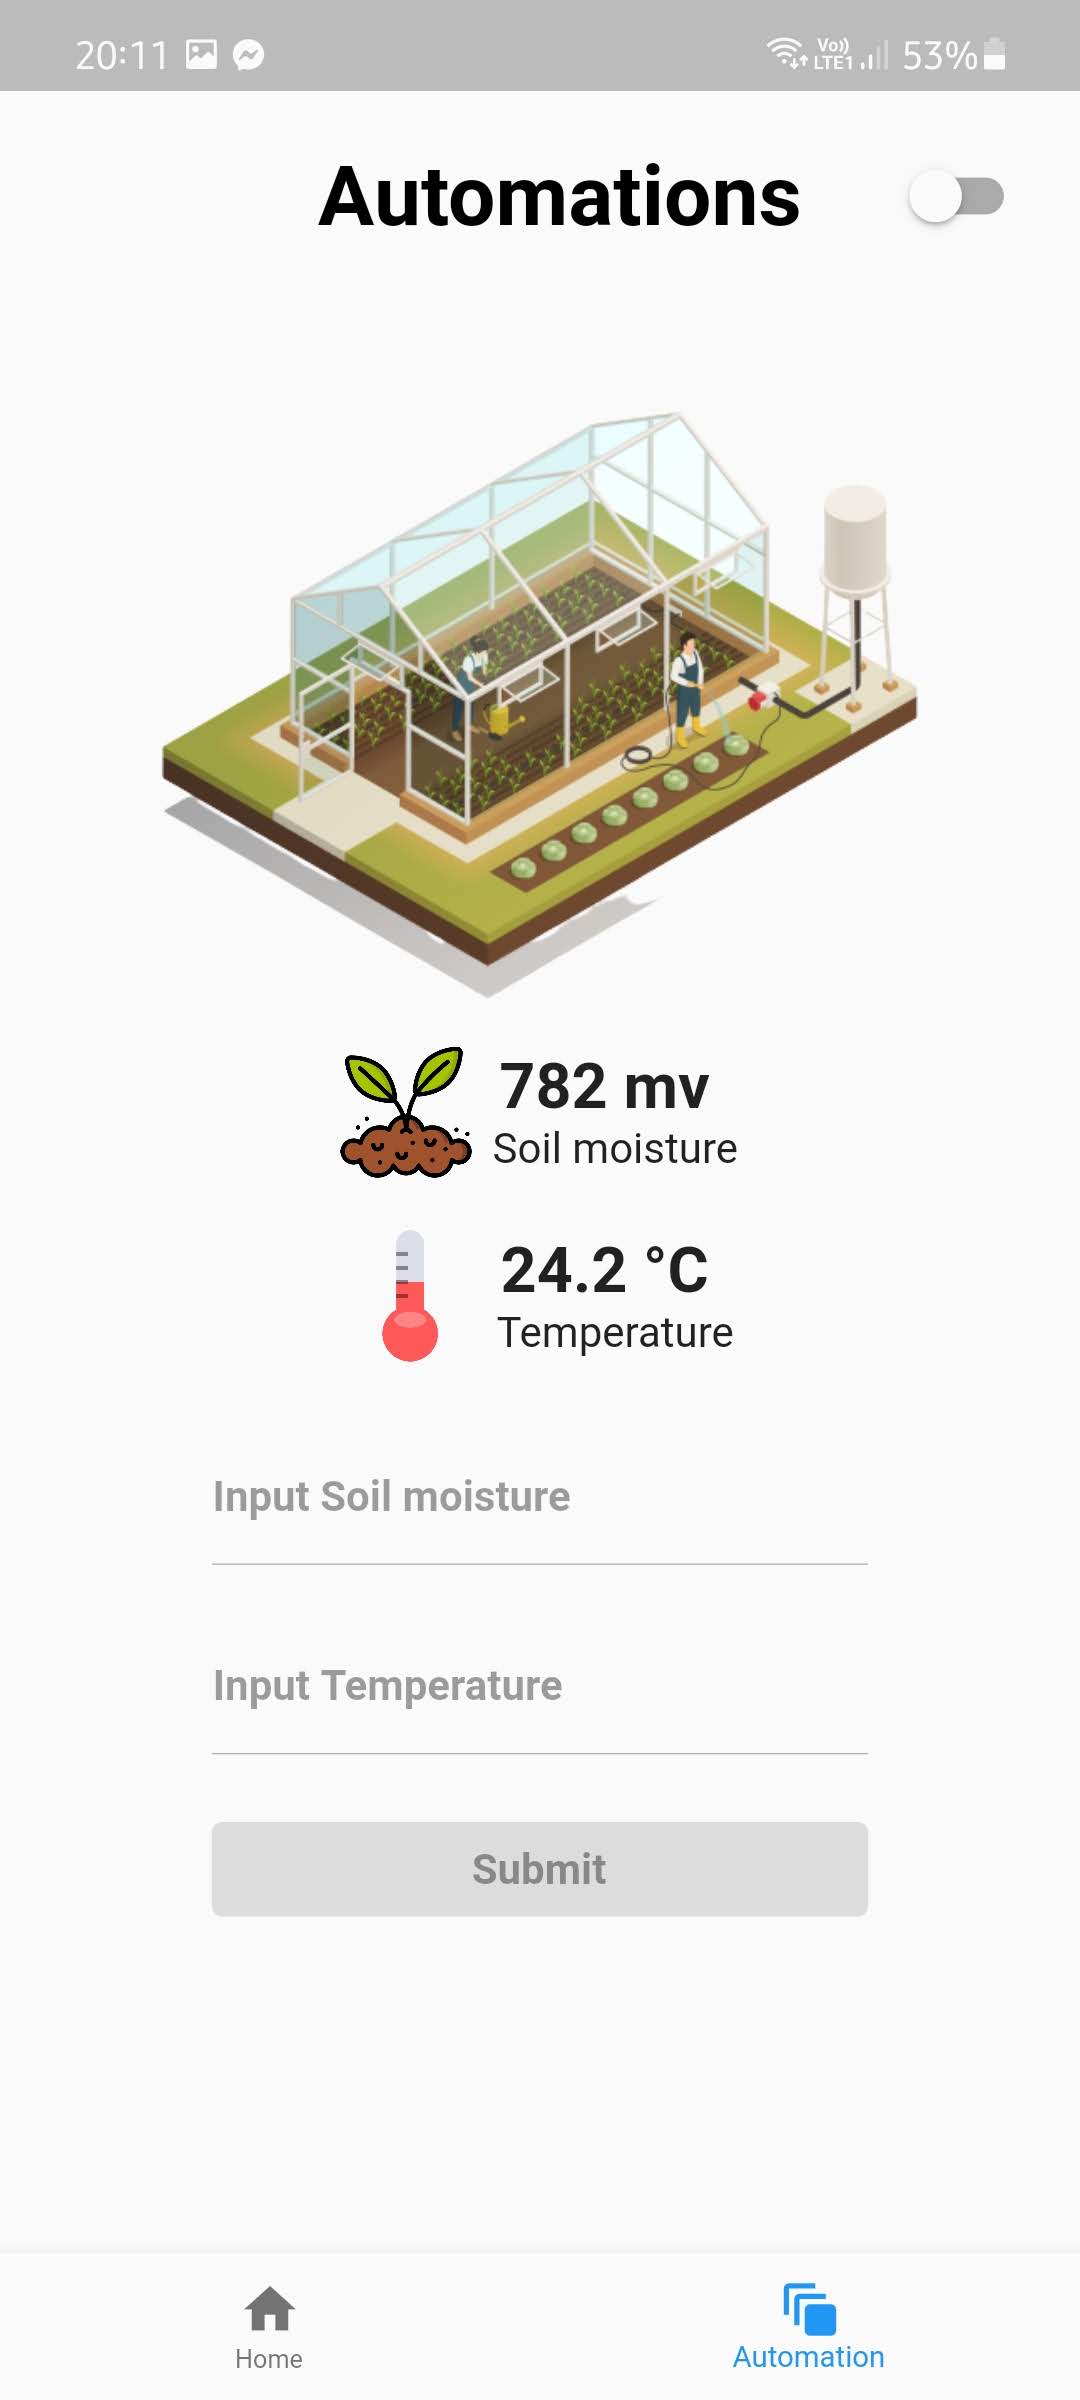 20:11 Vo)) LTE1 53%
Automations
782 mv
Soil moisture
24.2 °C
Temperature
Input Soil moisture
Input Temperature
Submit
Home Automation